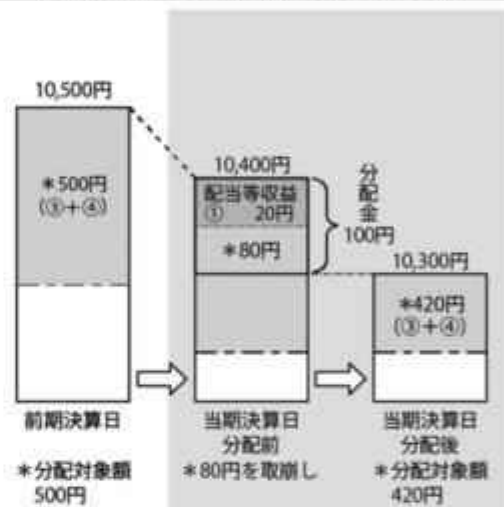 10,500円
*500円
(③+④)
前期決算日
*分配対象額
500円
10,400円
配当等収益
① 20円
*80円
分配金
100円
当期決算日
分配前
*80円を取崩し
10,300円
*420円
(③+④)
当期決算日
分配後
*分配対象額
420円